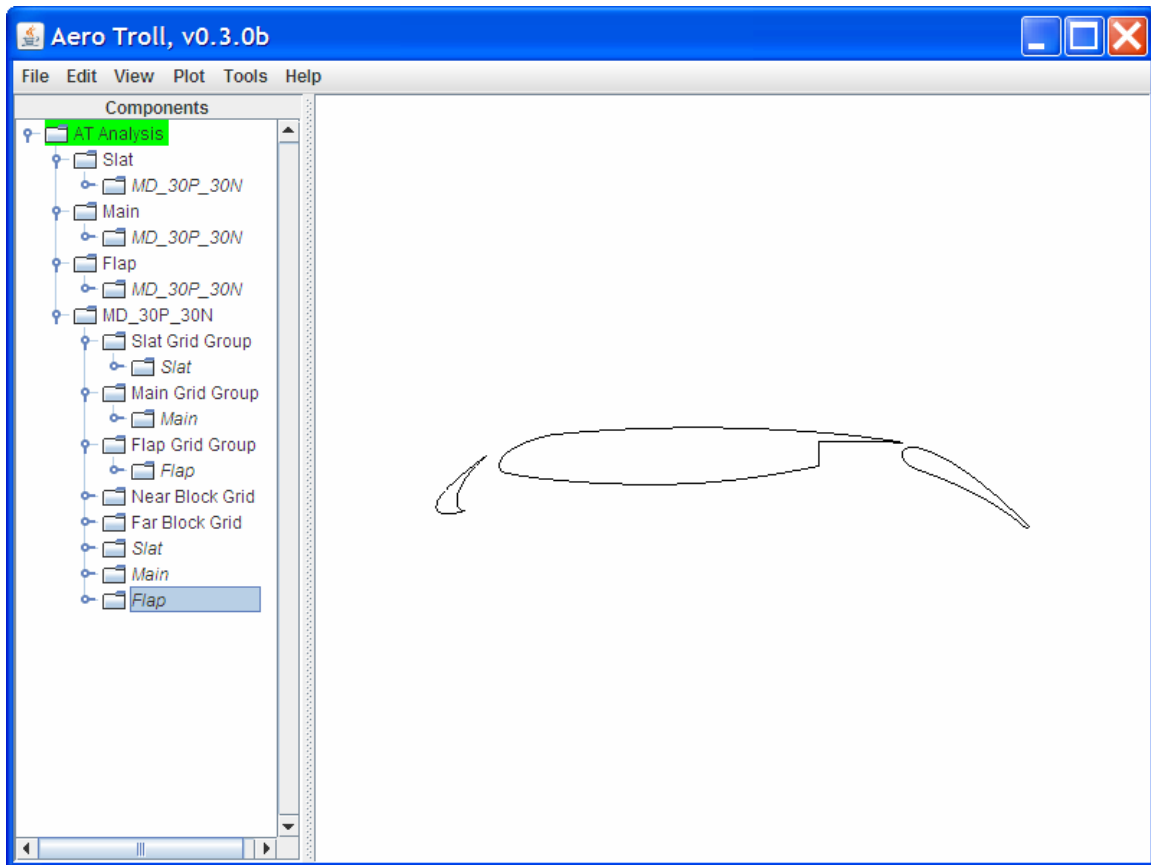 Aero Troll, v0.3.0b
File Edit View Plot Tools Help
Components
AT Analysis
Slat
MD_30P_30N
Main
MD_30P_30N
Flap
MD_30P_30N
MD_30P_30N
Slat Grid Group
Slat
Main Grid Group
Main
Flap Grid Group
Flap
Near Block Grid
Far Block Grid
Slat
Main
Flap